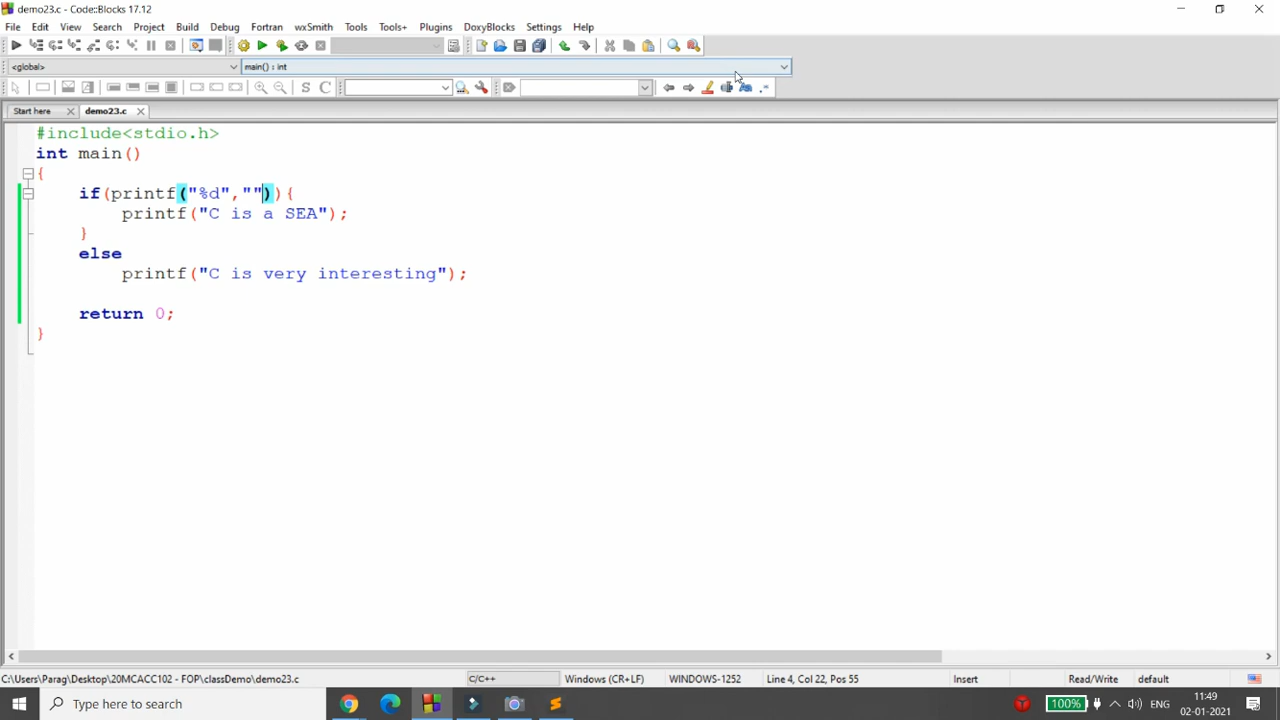 demo23.c - Code::Blocks 17.12
File Edit View Search Project Build Debug Fortran wxSmith Tools Tools+ Plugins DoxyBlocks Settings Help
<global> main() : int
S C
Start here demo23.c
#include<stdio.h>
int main()
{
if(printf("%d","")){
printf("C is a SEA");
}
else
printf("C is very interesting");
return 0;
}
C:\Users\Parag\Desktop\20MCACC102 - FOP\classDemo\demo23.c C/C++ Windows (CR+LF) WINDOWS-1252 Line 4, Col 22, Pos 55 Insert Read/Write default
Type here to search 100% ENG 11:49
02-01-2021